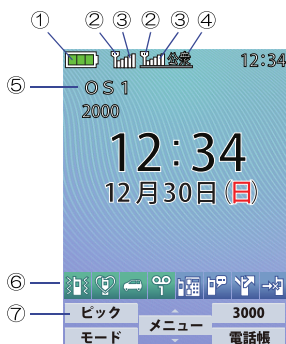 ① ② ③ ② ③ ④
公衆 12:34
⑤ OS1
2000
12:34
12月30日(日)
⑥
⑦ ピック 3000
メニュー
モード 電話帳